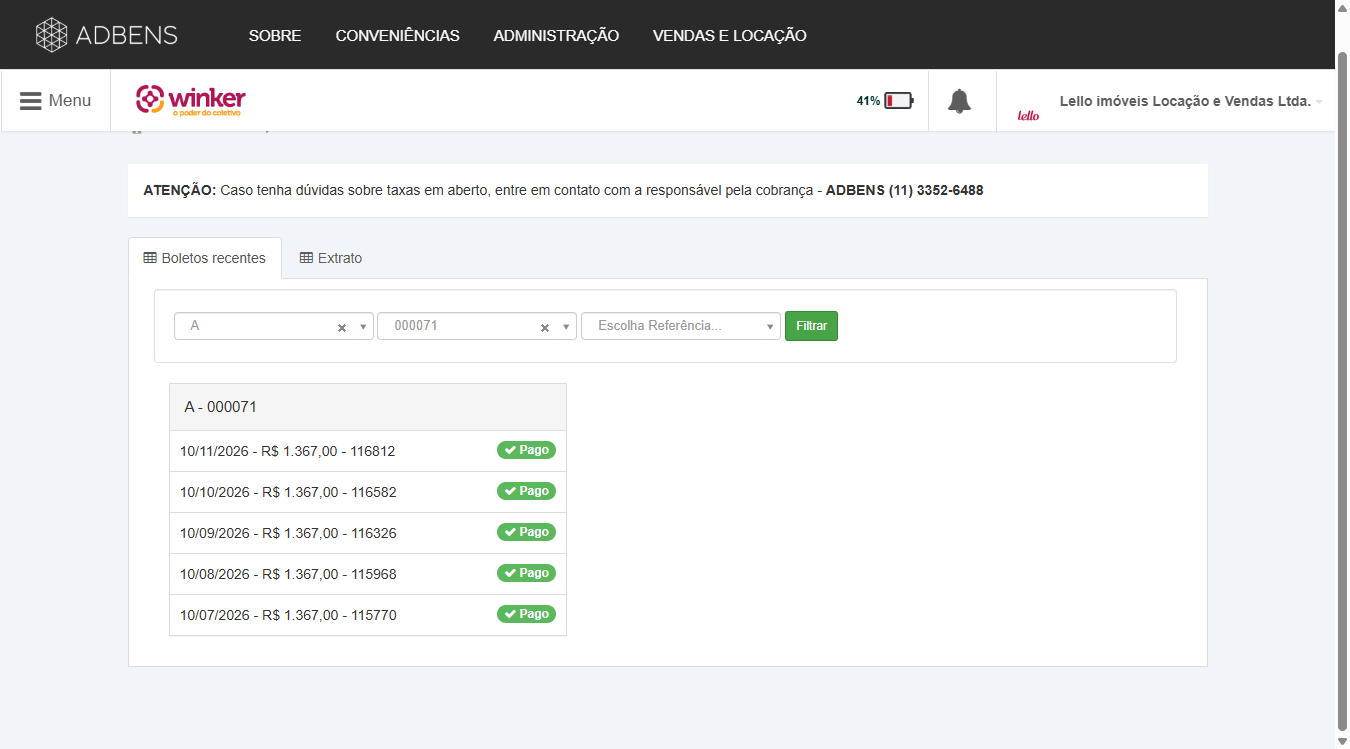 ADBENS SOBRE CONVENIÊNCIAS ADMINISTRAÇÃO VENDAS E LOCAÇÃO
Menu winker 41% Lello imóveis Locação e Vendas Ltda.
o poder do coletivo lello
ATENÇÃO: Caso tenha dúvidas sobre taxas em aberto, entre em contato com a responsável pela cobrança - ADBENS (11) 3352-6488
Boletos recentes Extrato
A 000071 Escolha Referência... Filtrar
A - 000071
10/11/2026 - R$ 1.367,00 - 116812 Pago
10/10/2026 - R$ 1.367,00 - 116582 Pago
10/09/2026 - R$ 1.367,00 - 116326 Pago
10/08/2026 - R$ 1.367,00 - 115968 Pago
10/07/2026 - R$ 1.367,00 - 115770 Pago